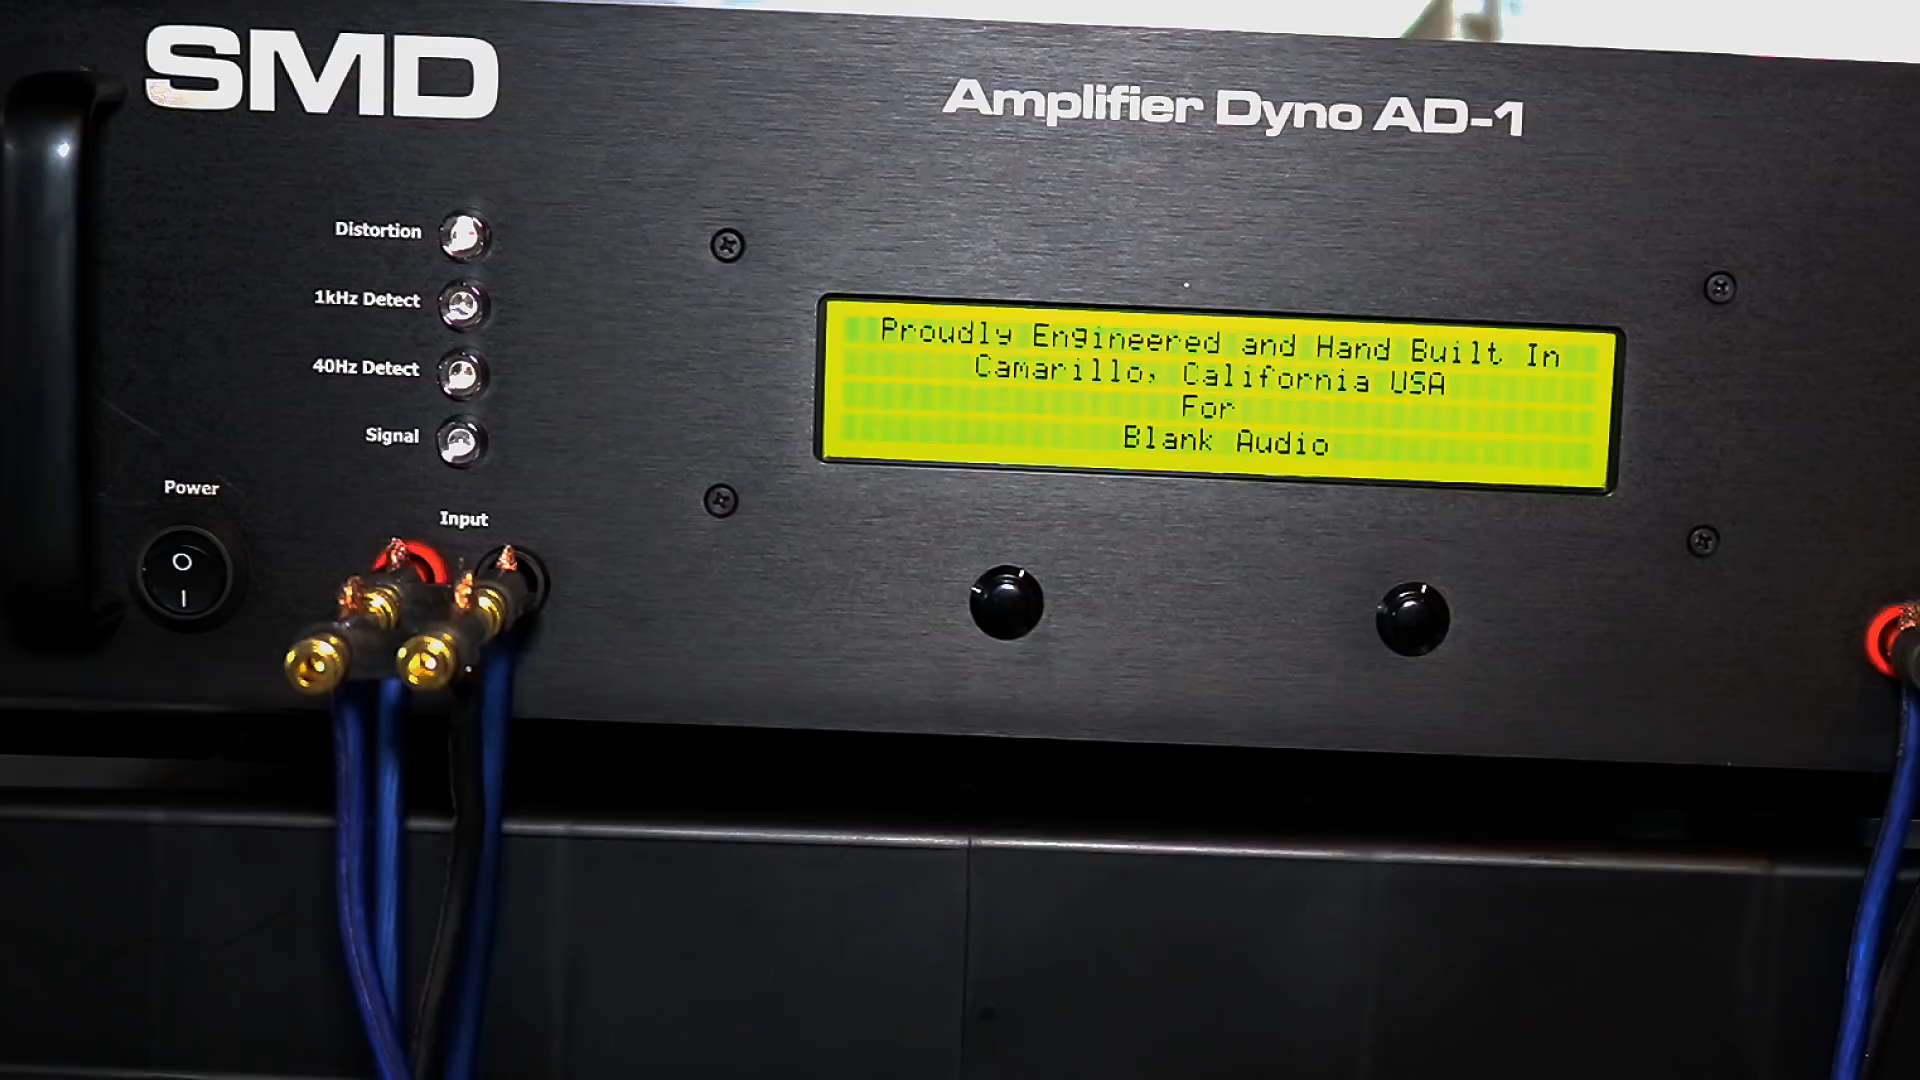 SMD
Amplifier Dyno AD-1
Distortion
1kHz Detect
40Hz Detect
Signal
Power
Input
O
I
Proudly Engineered and Hand Built In
Camarillo, California USA
For
Blank Audio